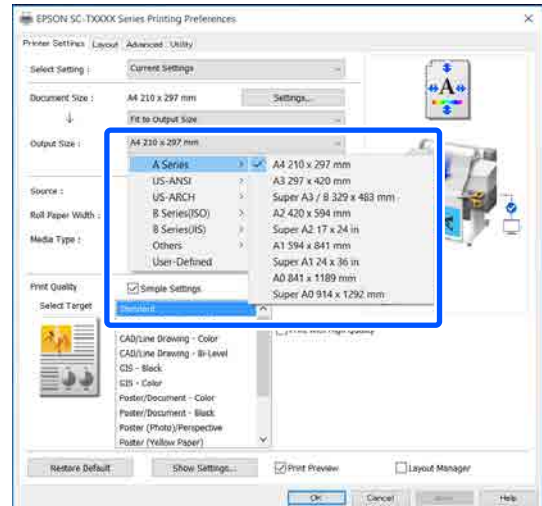 EPSON SC-TXXXX Series Printing Preferences
Printer Settings Layout Advanced Utility
Select Setting : Current Settings
Document Size : A4 210 x 297 mm Settings...
Fit to Output Size
Output Size : A4 210 x 297 mm
A Series
US-ANSI
US-ARCH
B Series(ISO)
B Series(JIS)
Others
User-Defined
A4 210 x 297 mm
A3 297 x 420 mm
Super A3 / B 329 x 483 mm
A2 420 x 594 mm
Super A2 17 x 24 in
A1 594 x 841 mm
Super A1 24 x 36 in
A0 841 x 1189 mm
Super A0 914 x 1292 mm
Source :
Roll Paper Width :
Media Type :
Print Quality Simple Settings
Select Target Standard
CAD/Line Drawing - Color
CAD/Line Drawing - Bi-Level
GIS - Black
GIS - Color
Poster/Document - Color
Poster/Document - Black
Poster (Photo)/Perspective
Poster (Yellow Paper)
A
Restore Default Show Settings... Print Preview Layout Manager
OK Cancel Help